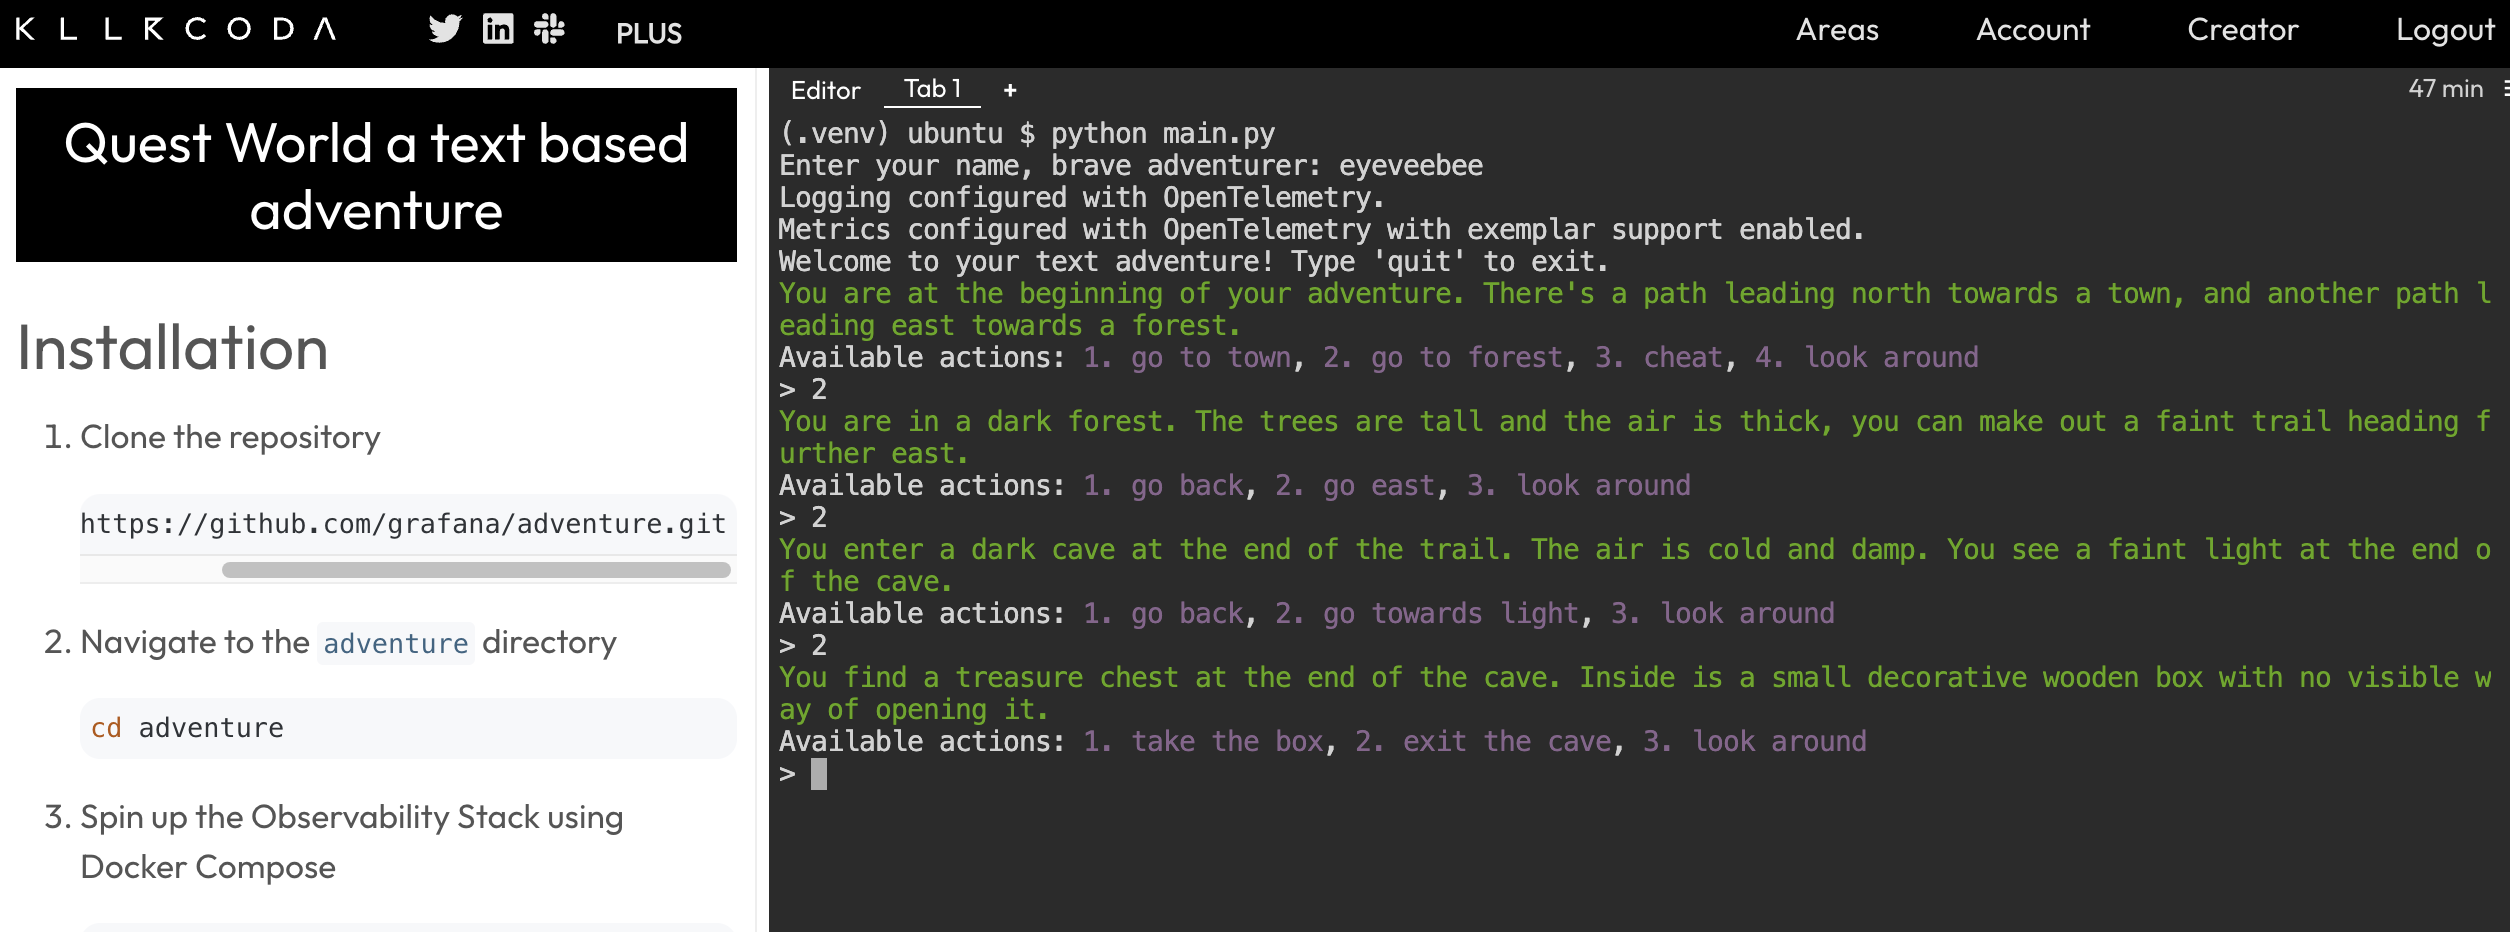 KLLRCODA PLUS Areas Account Creator Logout
Quest World a text based
adventure
Installation
1. Clone the repository
https://github.com/grafana/adventure.git
2. Navigate to the adventure directory
cd adventure
3. Spin up the Observability Stack using
Docker Compose
Editor Tab 1 + 47 min
(.venv) ubuntu $ python main.py
Enter your name, brave adventurer: eyeveebee
Logging configured with OpenTelemetry.
Metrics configured with OpenTelemetry with exemplar support enabled.
Welcome to your text adventure! Type 'quit' to exit.
You are at the beginning of your adventure. There's a path leading north towards a town, and another path l
eading east towards a forest.
Available actions: 1. go to town, 2. go to forest, 3. cheat, 4. look around
> 2
You are in a dark forest. The trees are tall and the air is thick, you can make out a faint trail heading f
urther east.
Available actions: 1. go back, 2. go east, 3. look around
> 2
You enter a dark cave at the end of the trail. The air is cold and damp. You see a faint light at the end o
f the cave.
Available actions: 1. go back, 2. go towards light, 3. look around
> 2
You find a treasure chest at the end of the cave. Inside is a small decorative wooden box with no visible w
ay of opening it.
Available actions: 1. take the box, 2. exit the cave, 3. look around
>